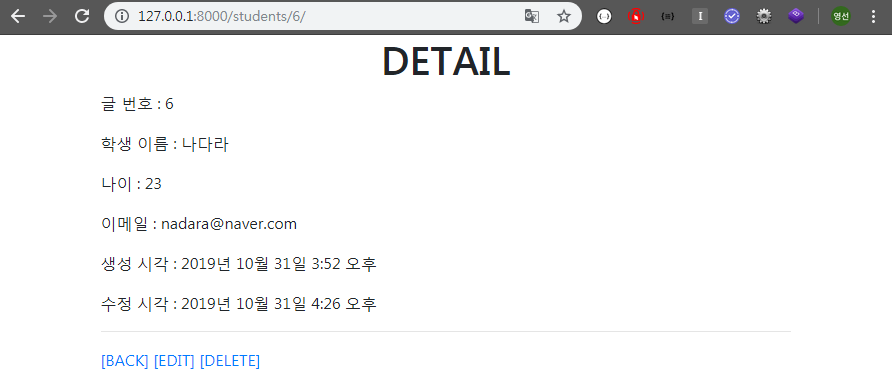 127.0.0.1:8000/students/6/
영선
DETAIL
글 번호 : 6
학생 이름 : 나다라
나이 : 23
이메일 : nadara@naver.com
생성 시각 : 2019년 10월 31일 3:52 오후
수정 시각 : 2019년 10월 31일 4:26 오후
[BACK] [EDIT] [DELETE]